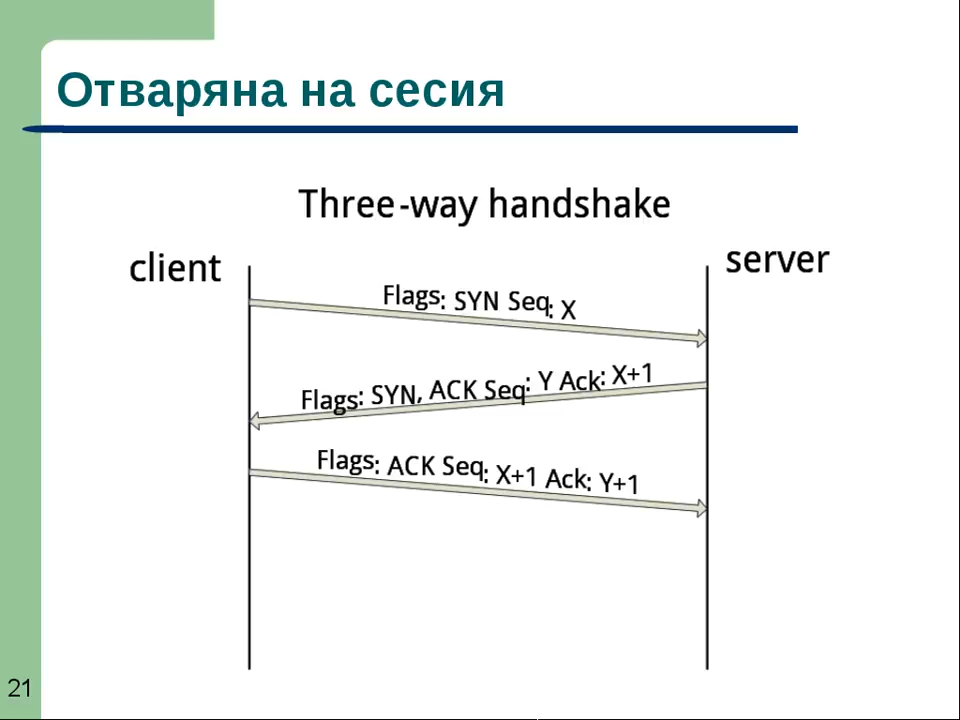 Отваряна на сесия
Three-way handshake
client
server
Flags: SYN Seq: X
Flags: SYN, ACK Seq: Y Ack: X+1
Flags: ACK Seq: X+1 Ack: Y+1
21